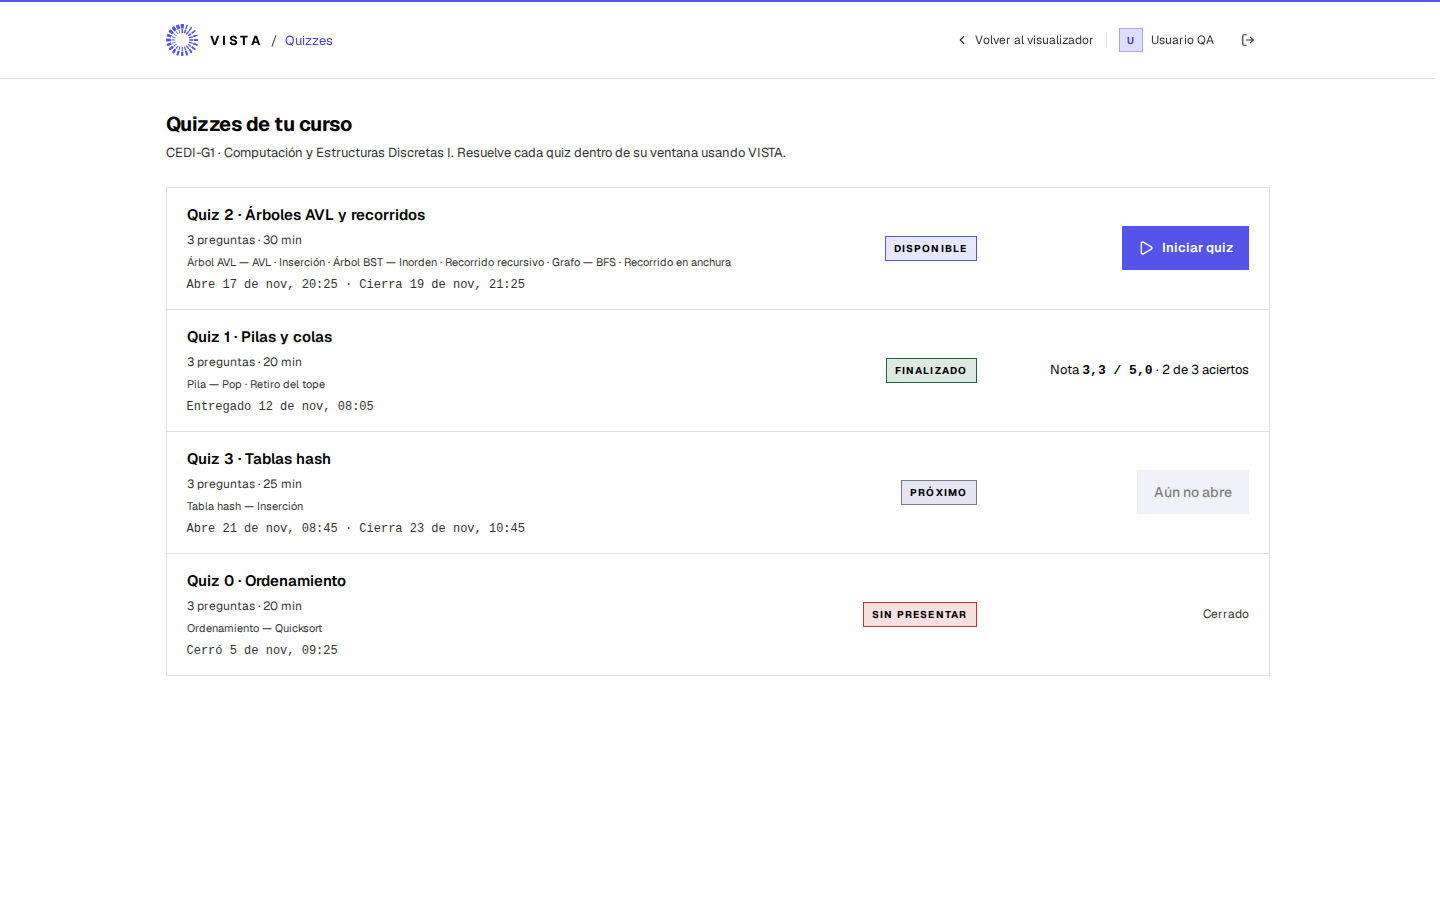 VISTA / Quizzes
Volver al visualizador
U
Usuario QA
Quizzes de tu curso
CEDI-G1 · Computación y Estructuras Discretas I. Resuelve cada quiz dentro de su ventana usando VISTA.
Quiz 2 · Árboles AVL y recorridos
3 preguntas · 30 min
Árbol AVL — AVL · Inserción · Árbol BST — Inorden · Recorrido recursivo · Grafo — BFS · Recorrido en anchura
Abre 17 de nov, 20:25 · Cierra 19 de nov, 21:25
DISPONIBLE
Iniciar quiz
Quiz 1 · Pilas y colas
3 preguntas · 20 min
Pila — Pop · Retiro del tope
Entregado 12 de nov, 08:05
FINALIZADO
Nota 3,3 / 5,0 · 2 de 3 aciertos
Quiz 3 · Tablas hash
3 preguntas · 25 min
Tabla hash — Inserción
Abre 21 de nov, 08:45 · Cierra 23 de nov, 10:45
PRÓXIMO
Aún no abre
Quiz 0 · Ordenamiento
3 preguntas · 20 min
Ordenamiento — Quicksort
Cerró 5 de nov, 09:25
SIN PRESENTAR
Cerrado